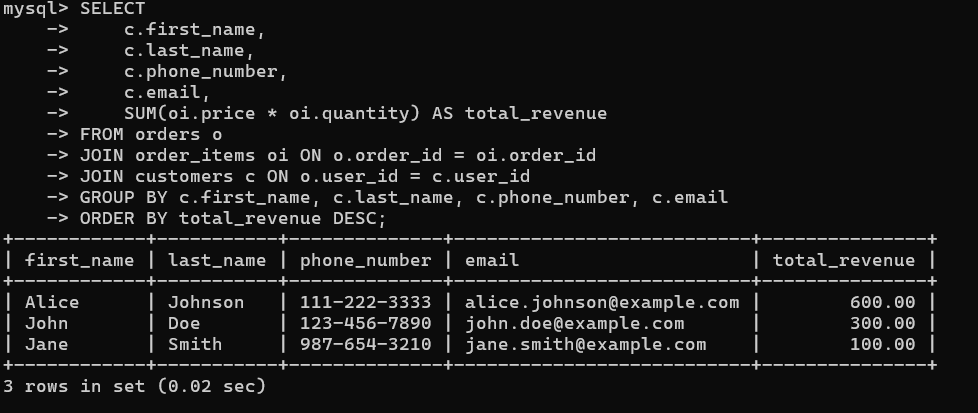 mysql> SELECT
    ->     c.first_name,
    ->     c.last_name,
    ->     c.phone_number,
    ->     c.email,
    ->     SUM(oi.price * oi.quantity) AS total_revenue
    -> FROM orders o
    -> JOIN order_items oi ON o.order_id = oi.order_id
    -> JOIN customers c ON o.user_id = c.user_id
    -> GROUP BY c.first_name, c.last_name, c.phone_number, c.email
    -> ORDER BY total_revenue DESC;
+------------+-----------+--------------+---------------------------+---------------+
| first_name | last_name | phone_number | email                     | total_revenue |
+------------+-----------+--------------+---------------------------+---------------+
| Alice      | Johnson   | 111-222-3333 | alice.johnson@example.com |        600.00 |
| John       | Doe       | 123-456-7890 | john.doe@example.com      |        300.00 |
| Jane       | Smith     | 987-654-3210 | jane.smith@example.com    |        100.00 |
+------------+-----------+--------------+---------------------------+---------------+
3 rows in set (0.02 sec)